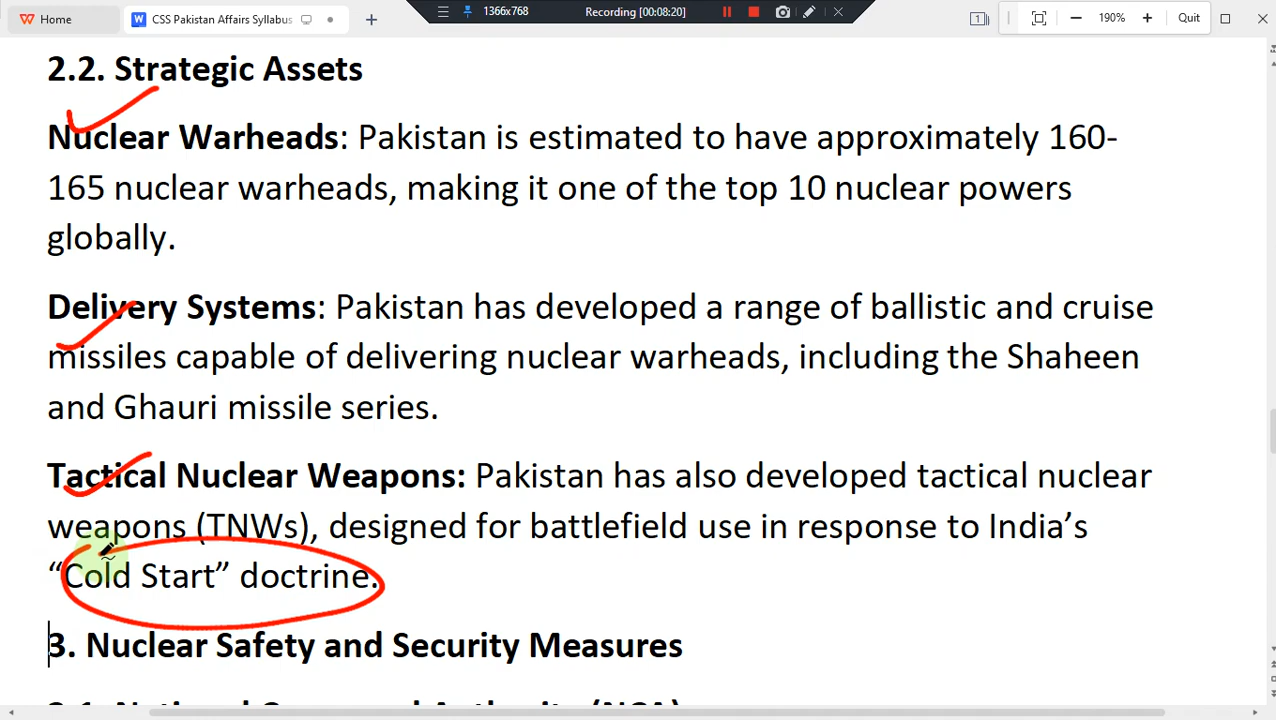 Home
CSS Pakistan Affairs Syllabus
1366x768
Recording [00:08:20]
1
190%
Quit
2.2. Strategic Assets
Nuclear Warheads: Pakistan is estimated to have approximately 160-
165 nuclear warheads, making it one of the top 10 nuclear powers
globally.
Delivery Systems: Pakistan has developed a range of ballistic and cruise
missiles capable of delivering nuclear warheads, including the Shaheen
and Ghauri missile series.
Tactical Nuclear Weapons: Pakistan has also developed tactical nuclear
weapons (TNWs), designed for battlefield use in response to India’s
“Cold Start” doctrine.
3. Nuclear Safety and Security Measures